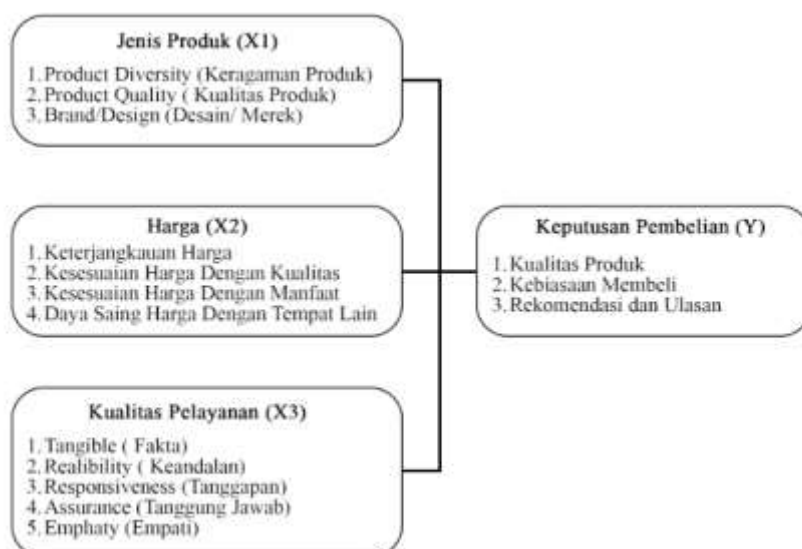 Jenis Produk (X1)
1. Product Diversity (Keragaman Produk)
2. Product Quality ( Kualitas Produk)
3. Brand/Design (Desain/ Merek)
Harga (X2)
1. Keterjangkauan Harga
2. Kesesuaian Harga Dengan Kualitas
3. Kesesuaian Harga Dengan Manfaat
4. Daya Saing Harga Dengan Tempat Lain
Keputusan Pembelian (Y)
1. Kualitas Produk
2. Kebiasaan Membeli
3. Rekomendasi dan Ulasan
Kualitas Pelayanan (X3)
1. Tangible ( Fakta)
2. Realibility ( Keandalan)
3. Responsiveness (Tanggapan)
4. Assurance (Tanggung Jawab)
5. Emphaty (Empati)